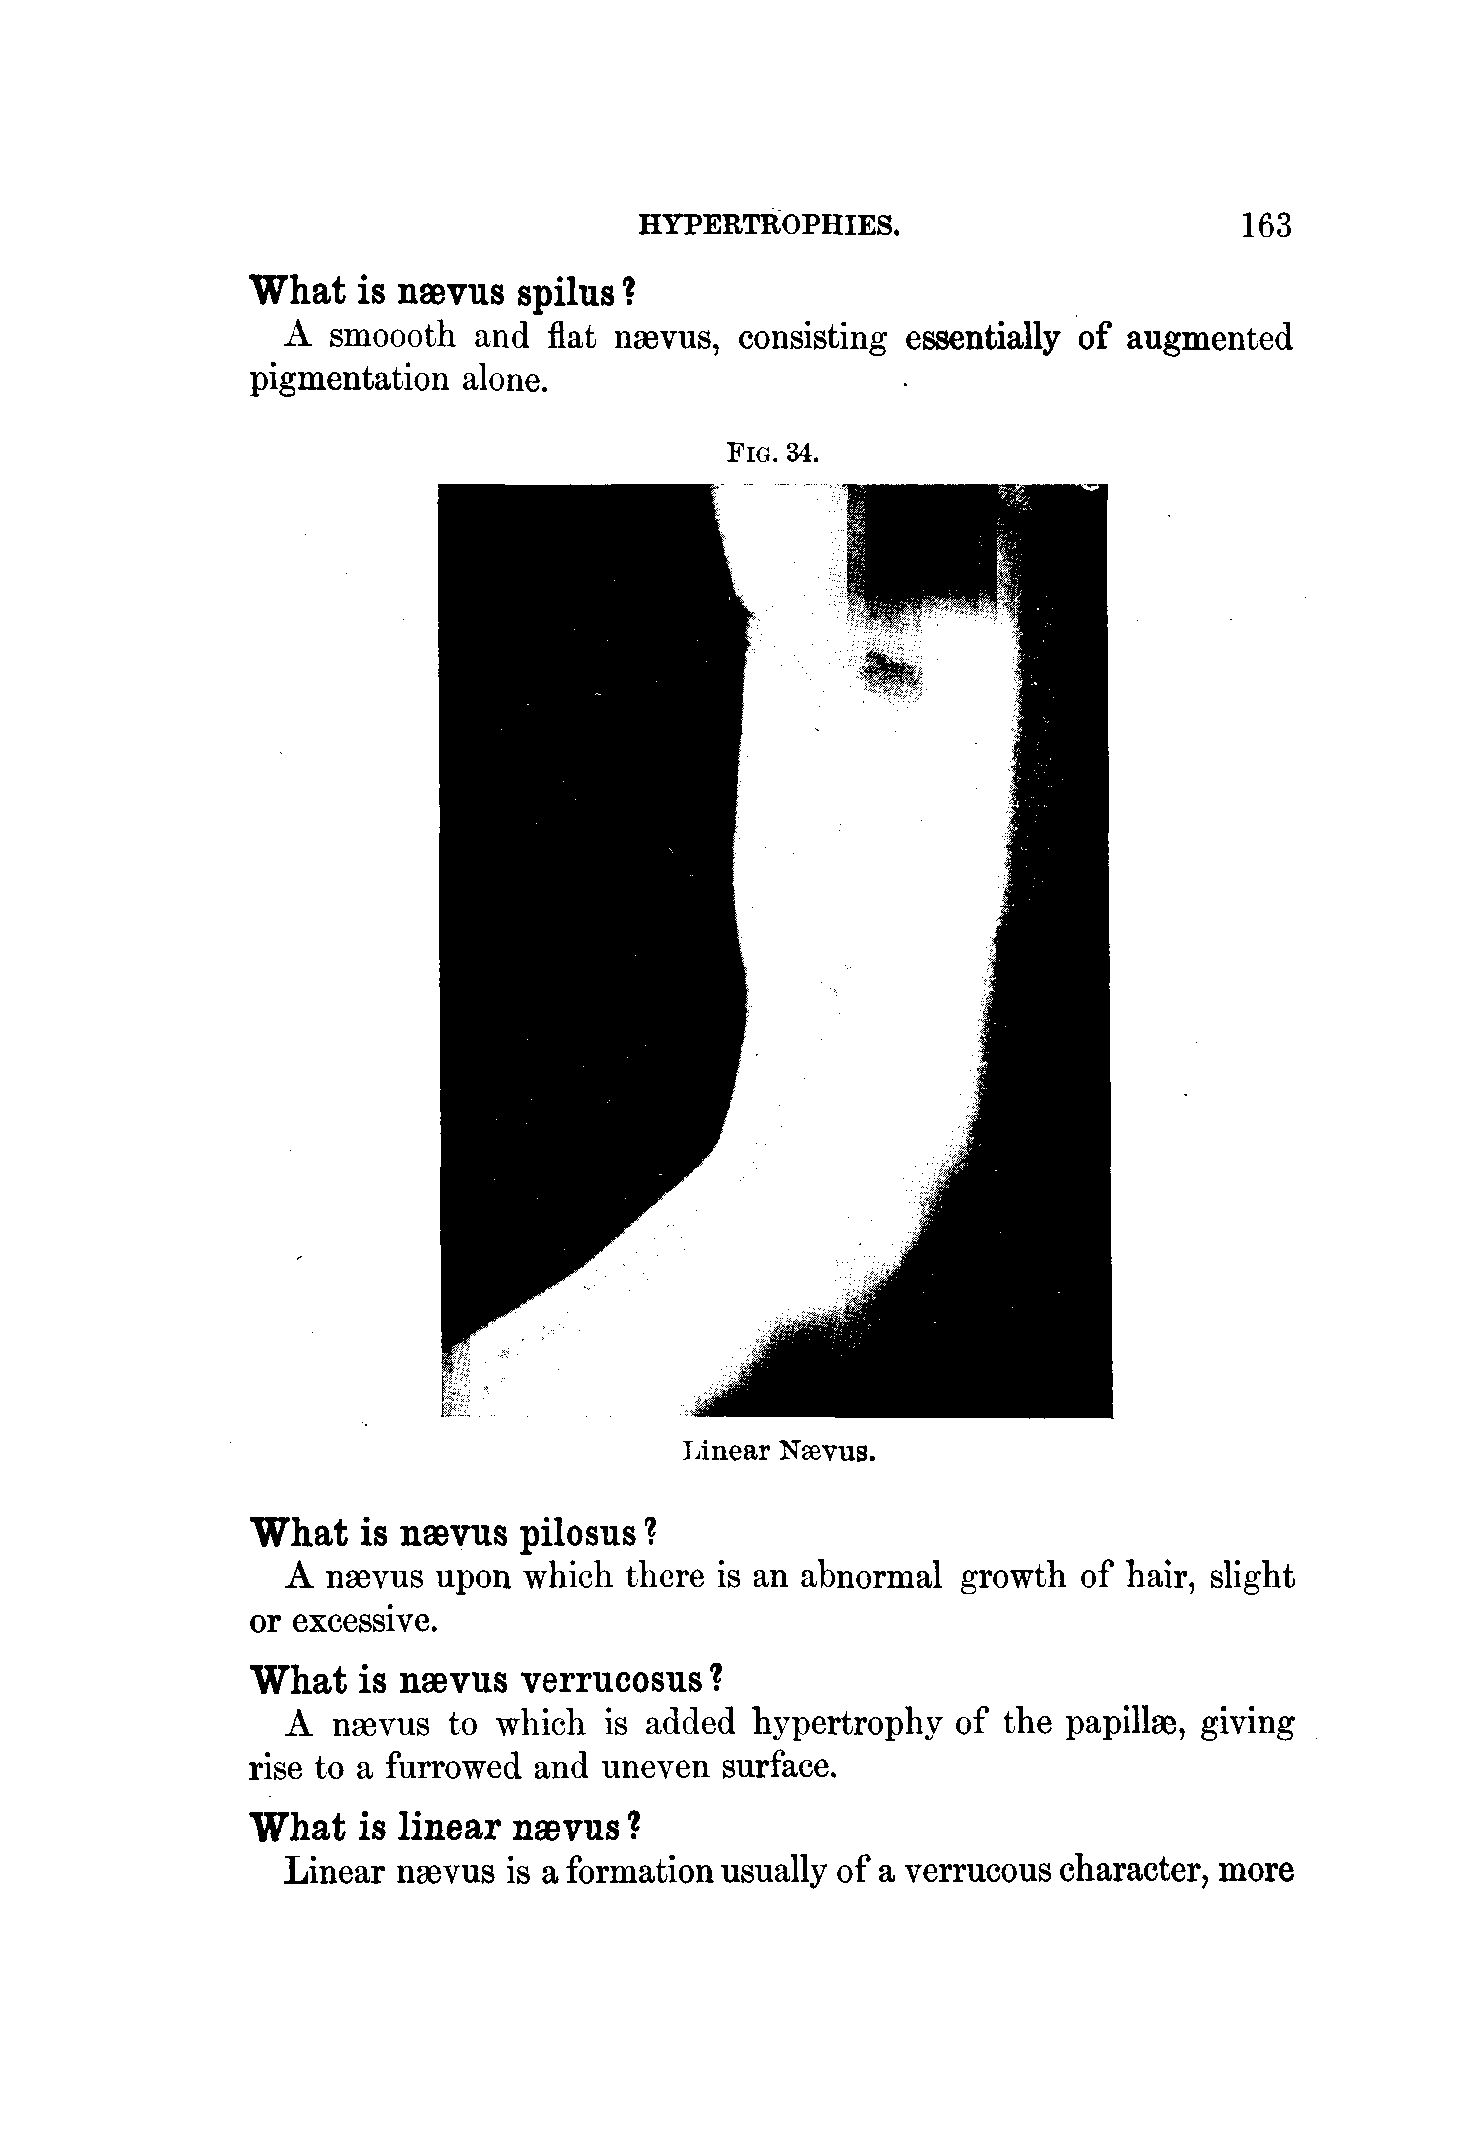 HYPERTROPHIES. 163
What is nævus spilus?
A smoooth and flat nævus, consisting essentially of augmented
pigmentation alone.
FIG. 34.
Linear Nævus.
What is nævus pilosus?
A nævus upon which there is an abnormal growth of hair, slight
or excessive.
What is nævus verrucosus?
A nævus to which is added hypertrophy of the papillæ, giving
rise to a furrowed and uneven surface.
What is linear nævus?
Linear nævus is a formation usually of a verrucous character, more